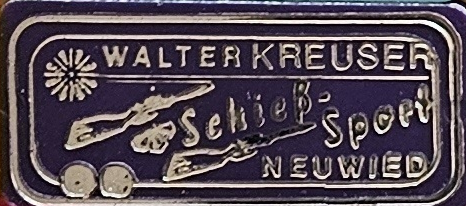 WALTER KREUSER
Schieß-
Sport
NEUWIED